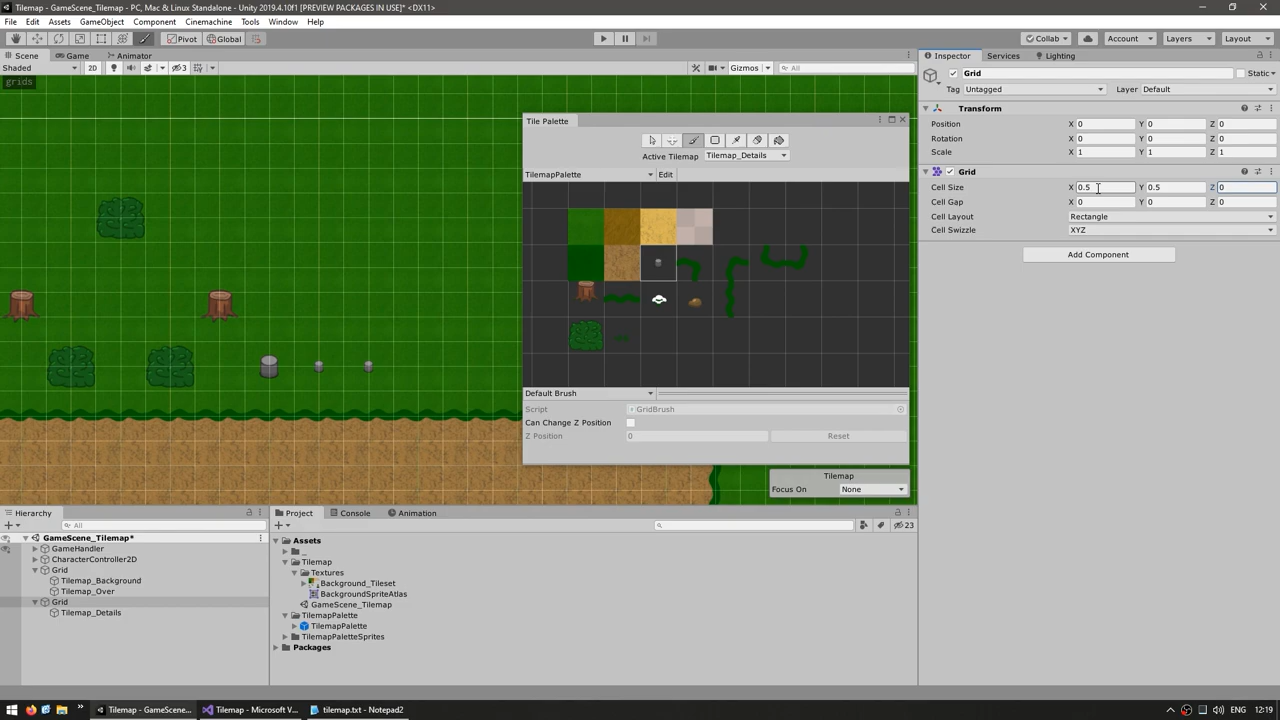 Tilemap - GameScene_Tilemap - PC, Mac & Linux Standalone - Unity 2019.4.10f1 [PREVIEW PACKAGES IN USE]* <DX11>
File Edit Assets GameObject Component Cinemachine Tools Window Help
Pivot Global Collab Account Layers Layout
Scene Game Animator
Shaded 2D 3 Gizmos All
grids
Tile Palette
Active Tilemap Tilemap_Details
TilemapPalette Edit
Default Brush
Script GridBrush
Can Change Z Position
Z Position 0 Reset
Tilemap
Focus On None
Inspector Services Lighting
Grid Static
Tag Untagged Layer Default
Transform
Position X 0 Y 0 Z 0
Rotation X 0 Y 0 Z 0
Scale X 1 Y 1 Z 1
Grid
Cell Size X 0.5 Y 0.5 Z 0
Cell Gap X 0 Y 0 Z 0
Cell Layout Rectangle
Cell Swizzle XYZ
Add Component
Hierarchy
All
GameScene_Tilemap*
GameHandler
CharacterController2D
Grid
Tilemap_Background
Tilemap_Over
Grid
Tilemap_Details
Project Console Animation
23
Assets
_
Tilemap
Textures
Background_Tileset
BackgroundSpriteAtlas
GameScene_Tilemap
TilemapPalette
TilemapPalette
TilemapPaletteSprites
Packages
Tilemap - GameScene... Tilemap - Microsoft V... tilemap.txt - Notepad2 ENG 12:19